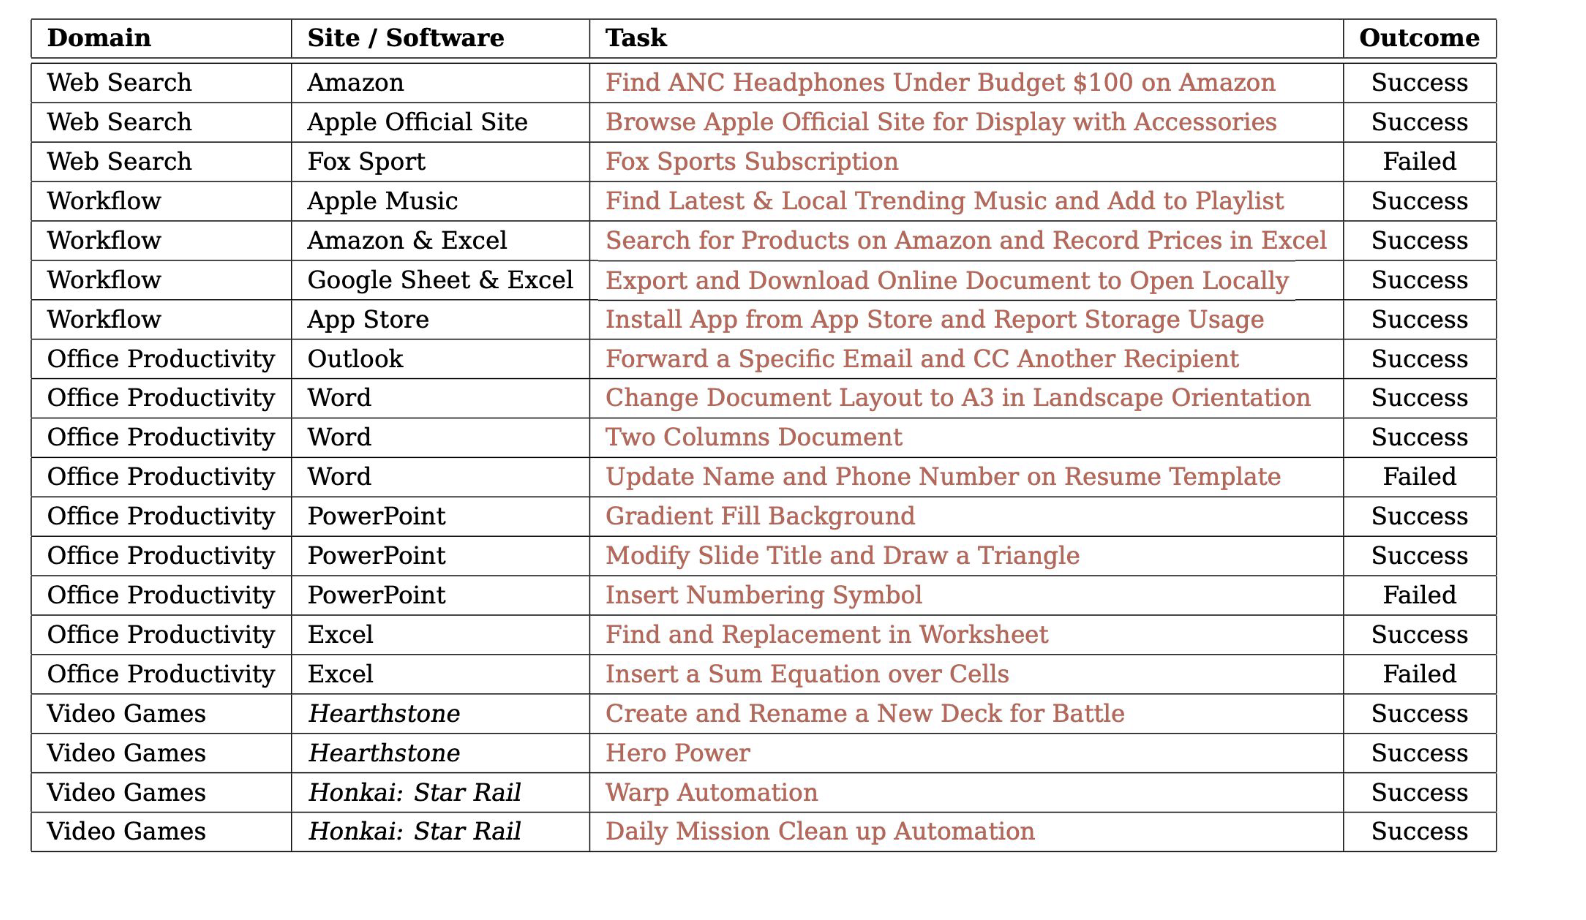 Domain Site / Software Task Outcome
Web Search Amazon Find ANC Headphones Under Budget $100 on Amazon Success
Web Search Apple Official Site Browse Apple Official Site for Display with Accessories Success
Web Search Fox Sport Fox Sports Subscription Failed
Workflow Apple Music Find Latest & Local Trending Music and Add to Playlist Success
Workflow Amazon & Excel Search for Products on Amazon and Record Prices in Excel Success
Workflow Google Sheet & Excel Export and Download Online Document to Open Locally Success
Workflow App Store Install App from App Store and Report Storage Usage Success
Office Productivity Outlook Forward a Specific Email and CC Another Recipient Success
Office Productivity Word Change Document Layout to A3 in Landscape Orientation Success
Office Productivity Word Two Columns Document Success
Office Productivity Word Update Name and Phone Number on Resume Template Failed
Office Productivity PowerPoint Gradient Fill Background Success
Office Productivity PowerPoint Modify Slide Title and Draw a Triangle Success
Office Productivity PowerPoint Insert Numbering Symbol Failed
Office Productivity Excel Find and Replacement in Worksheet Success
Office Productivity Excel Insert a Sum Equation over Cells Failed
Video Games Hearthstone Create and Rename a New Deck for Battle Success
Video Games Hearthstone Hero Power Success
Video Games Honkai: Star Rail Warp Automation Success
Video Games Honkai: Star Rail Daily Mission Clean up Automation Success